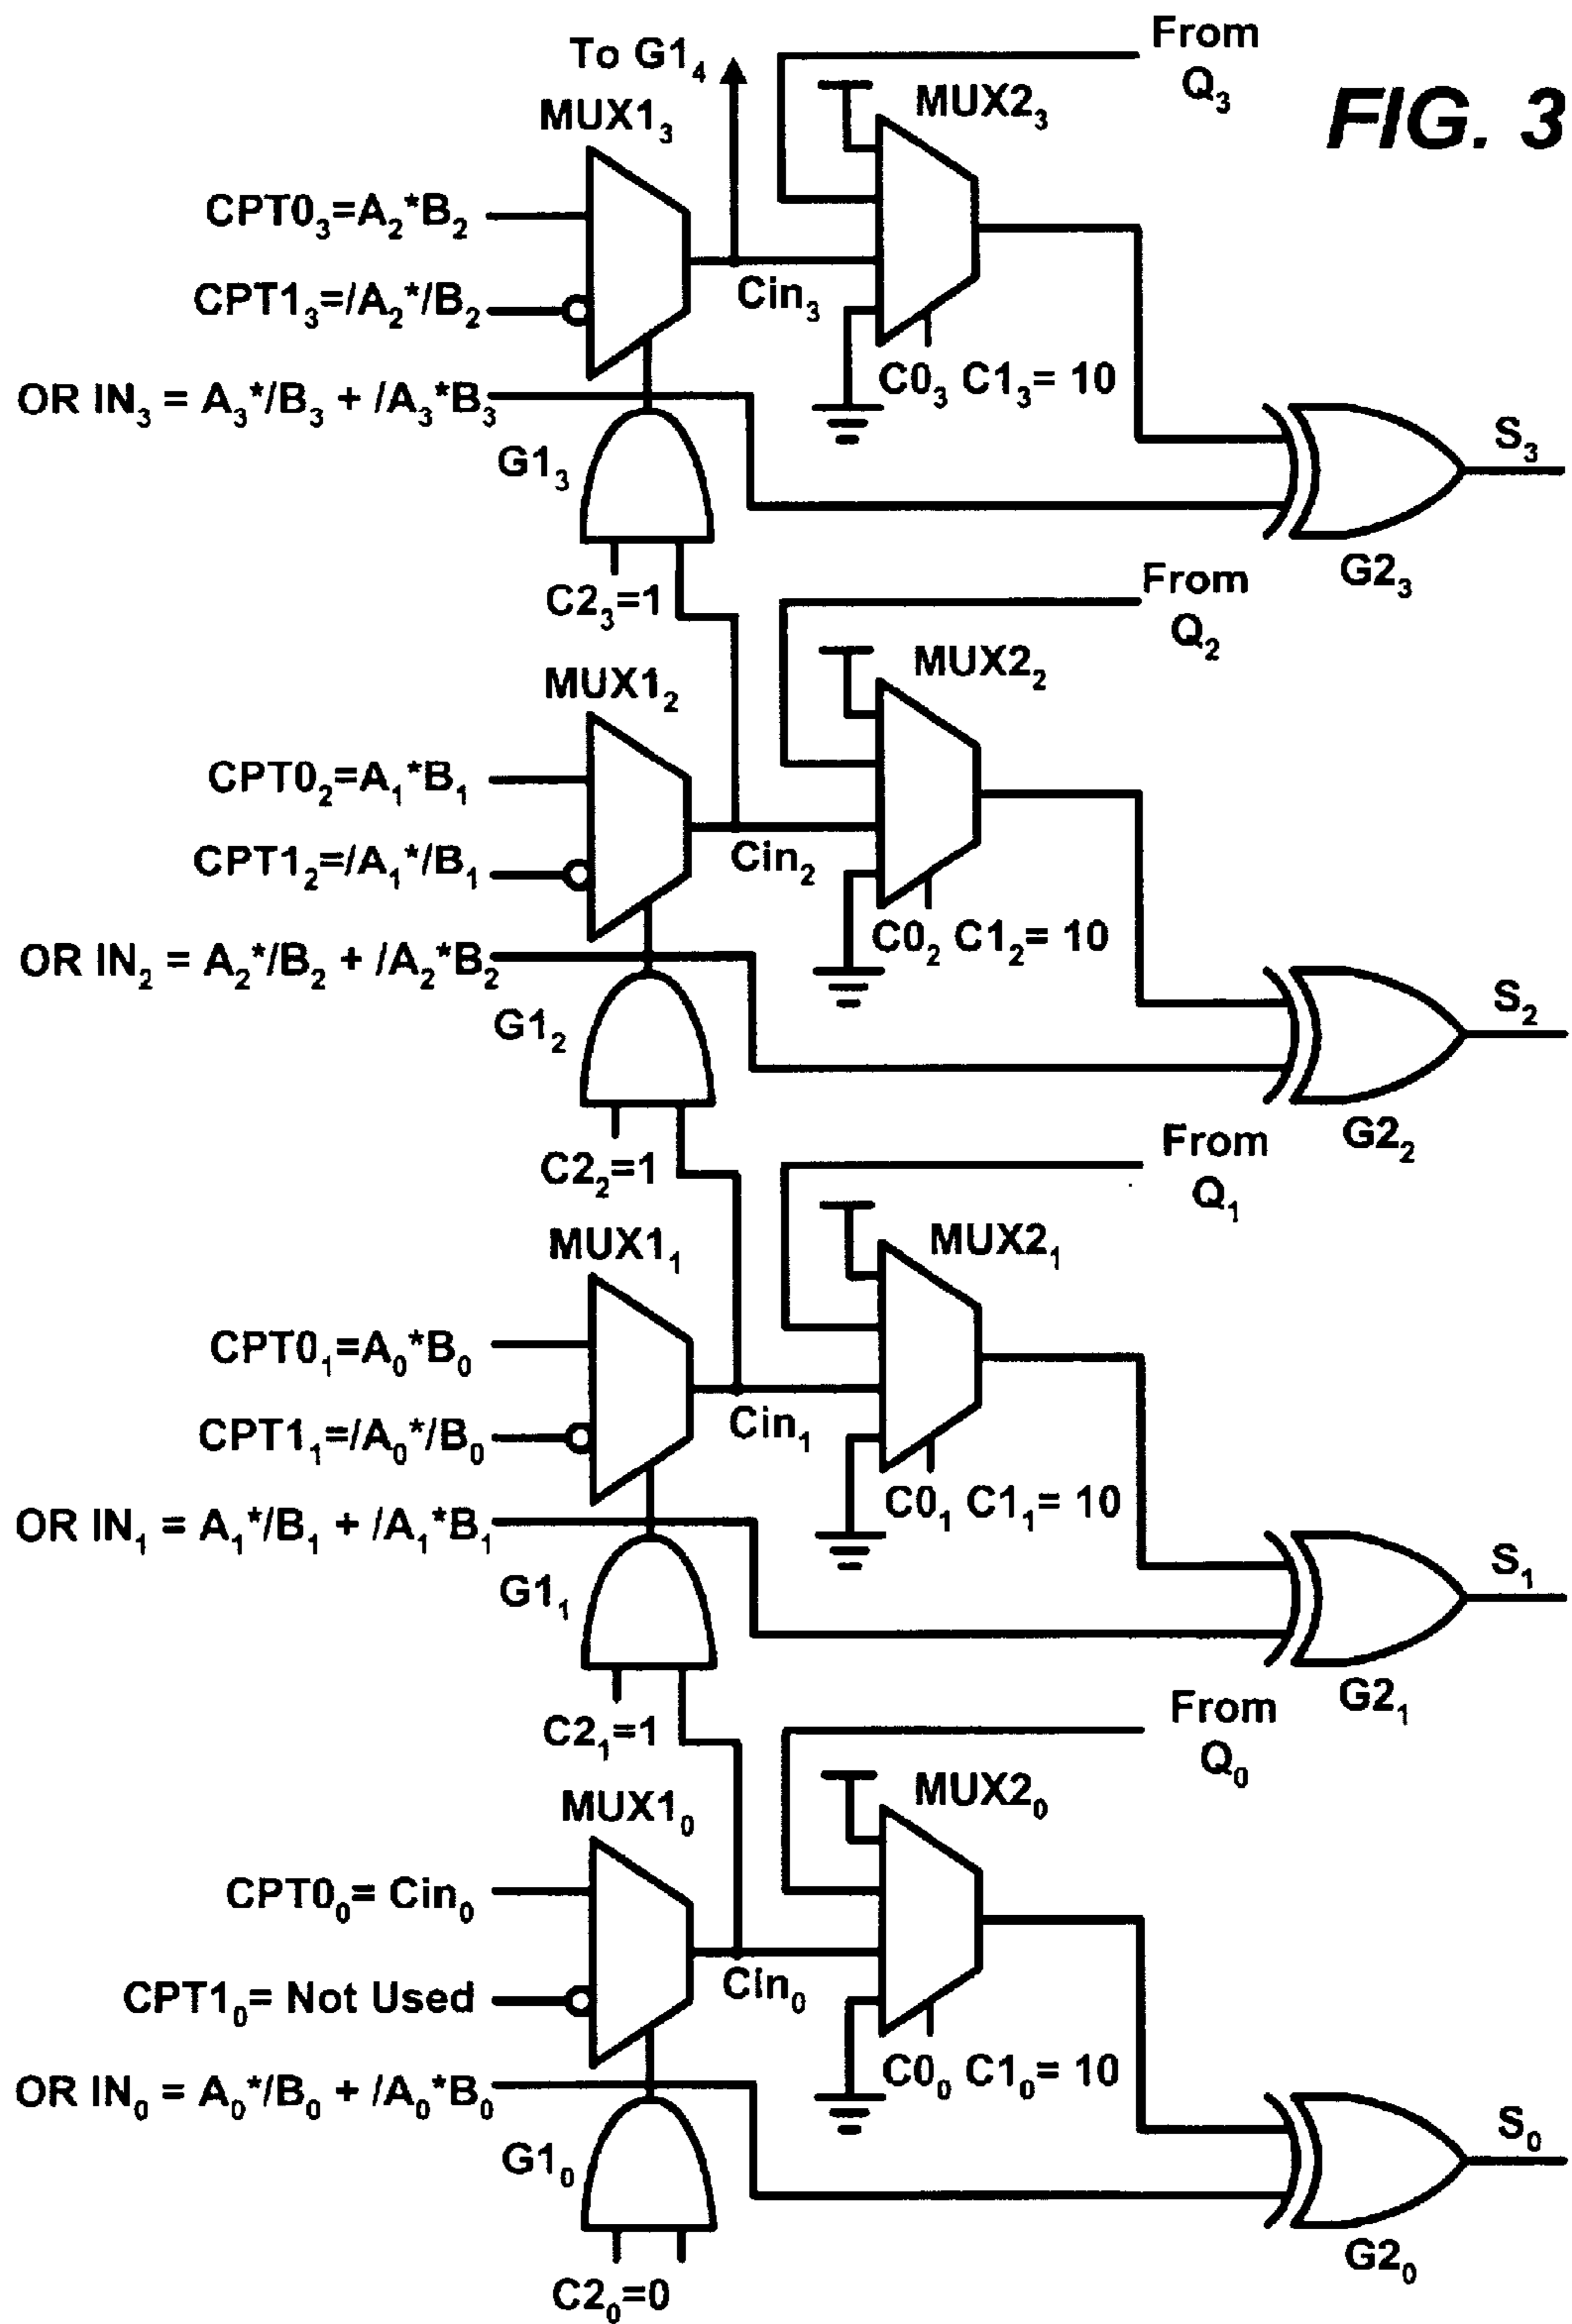 From
Q₃
To G1₄
FIG. 3
MUX1₃
MUX2₃
CPT0₃=A₂*B₂
CPT1₃=/A₂*/B₂
Cin₃
C0₃ C1₃= 10
OR IN₃ = A₃*/B₃ + /A₃*B₃
G1₃
S₃
G2₃
C2₃=1
From
Q₂
MUX1₂
MUX2₂
CPT0₂=A₁*B₁
CPT1₂=/A₁*/B₁
Cin₂
C0₂ C1₂= 10
OR IN₂ = A₂*/B₂ + /A₂*B₂
G1₂
S₂
G2₂
C2₂=1
From
Q₁
MUX1₁
MUX2₁
CPT0₁=A₀*B₀
CPT1₁=/A₀*/B₀
Cin₁
C0₁ C1₁= 10
OR IN₁ = A₁*/B₁ + /A₁*B₁
G1₁
S₁
G2₁
C2₁=1
From
Q₀
MUX1₀
MUX2₀
CPT0₀= Cin₀
CPT1₀= Not Used
Cin₀
C0₀ C1₀= 10
OR IN₀ = A₀*/B₀ + /A₀*B₀
G1₀
S₀
G2₀
C2₀=0